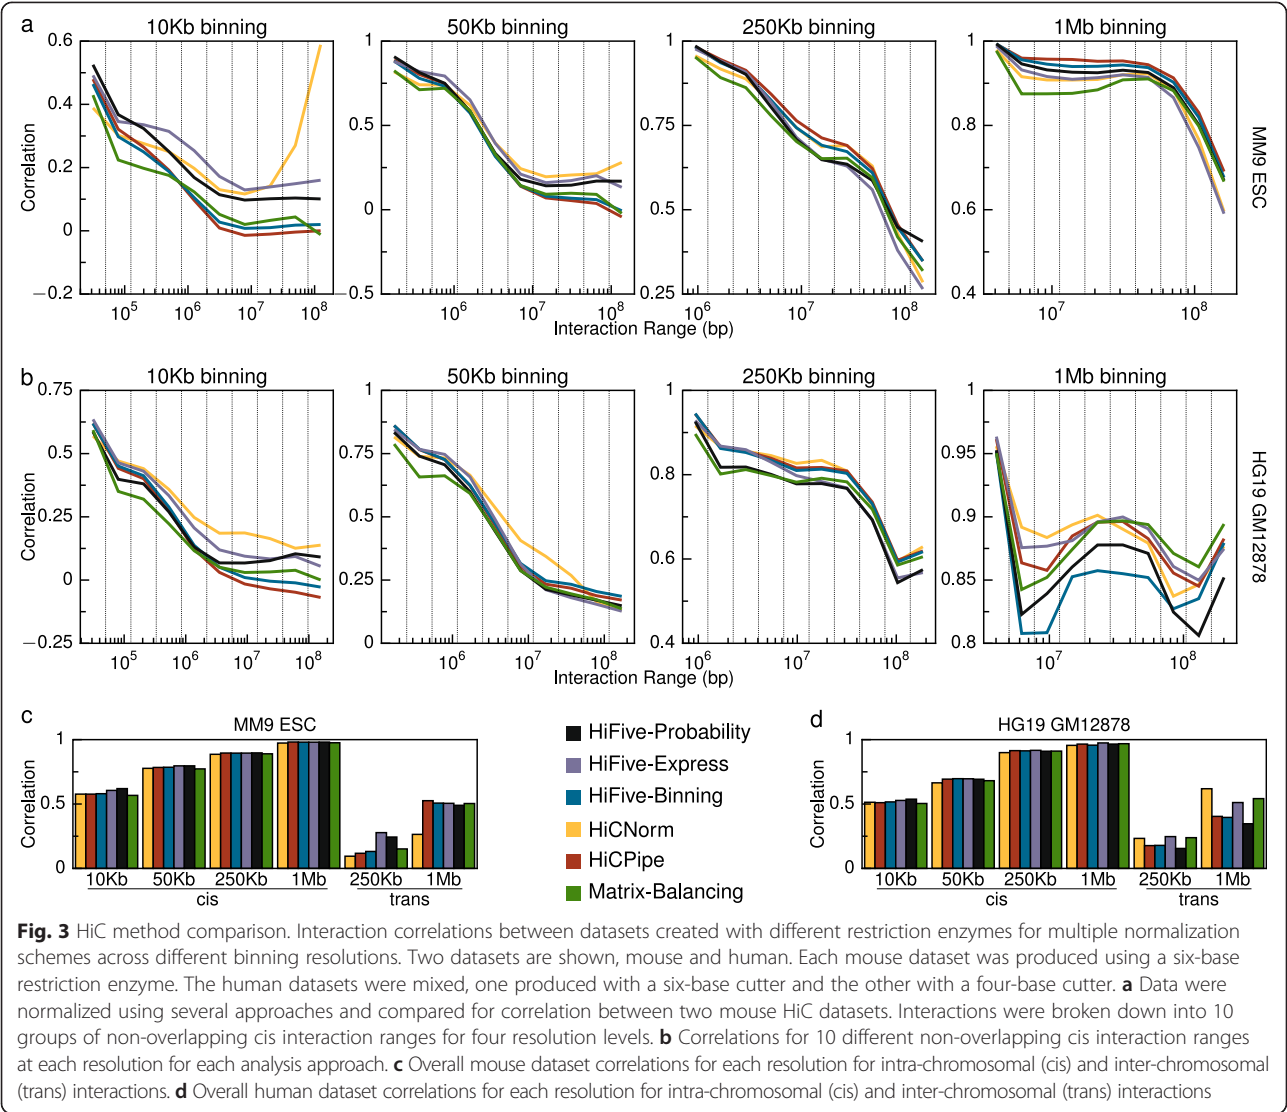 a
10Kb binning
50Kb binning
250Kb binning
1Mb binning
Correlation
0.6
0.4
0.2
0
−0.2
10^5
10^6
10^7
10^8
1
0.5
0
−0.5
10^6
10^7
10^8
1
0.75
0.5
0.25
10^6
10^7
10^8
1
0.8
0.6
0.4
10^7
10^8
MM9 ESC
Interaction Range (bp)
b
10Kb binning
50Kb binning
250Kb binning
1Mb binning
Correlation
0.75
0.5
0.25
0
−0.25
10^5
10^6
10^7
10^8
1
0.75
0.5
0.25
0
10^6
10^7
10^8
1
0.8
0.6
0.4
10^6
10^7
10^8
0.95
0.9
0.85
0.8
10^7
10^8
HG19 GM12878
Interaction Range (bp)
c
MM9 ESC
Correlation
1
0.5
0
10Kb 50Kb 250Kb 1Mb 250Kb 1Mb
cis trans
HiFive-Probability
HiFive-Express
HiFive-Binning
HiCNorm
HiCPipe
Matrix-Balancing
d
HG19 GM12878
Correlation
1
0.5
0
10Kb 50Kb 250Kb 1Mb 250Kb 1Mb
cis trans
Fig. 3 HiC method comparison. Interaction correlations between datasets created with different restriction enzymes for multiple normalization
schemes across different binning resolutions. Two datasets are shown, mouse and human. Each mouse dataset was produced using a six-base
restriction enzyme. The human datasets were mixed, one produced with a six-base cutter and the other with a four-base cutter. a Data were
normalized using several approaches and compared for correlation between two mouse HiC datasets. Interactions were broken down into 10
groups of non-overlapping cis interaction ranges for four resolution levels. b Correlations for 10 different non-overlapping cis interaction ranges
at each resolution for each analysis approach. c Overall mouse dataset correlations for each resolution for intra-chromosomal (cis) and inter-chromosomal
(trans) interactions. d Overall human dataset correlations for each resolution for intra-chromosomal (cis) and inter-chromosomal (trans) interactions